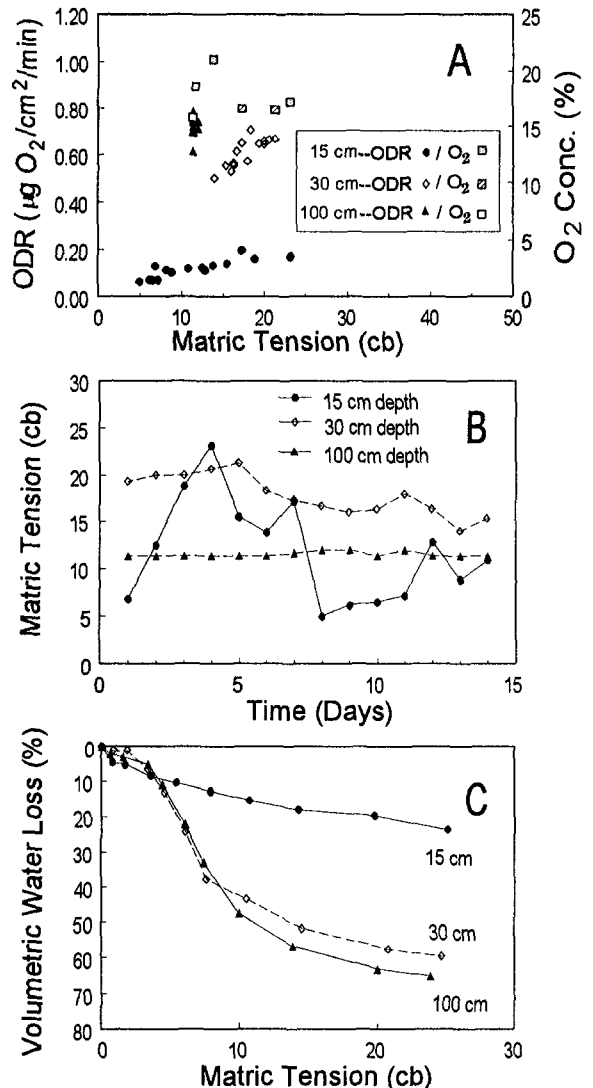 A
ODR (µg O2/cm2/min)
1.20
1.00
0.80
0.60
0.40
0.20
0.00
25
20
15
10
5
0
O2 Conc. (%)
15 cm--ODR ● / O2 □
30 cm--ODR ◇ / O2 ▨
100 cm--ODR ▲ / O2 □
0 10 20 30 40 50
Matric Tension (cb)
B
Matric Tension (cb)
30
25
20
15
10
5
0
15 cm depth
30 cm depth
100 cm depth
0 5 10 15
Time (Days)
C
Volumetric Water Loss (%)
0
10
20
30
40
50
60
70
80
15 cm
30 cm
100 cm
0 10 20 30
Matric Tension (cb)